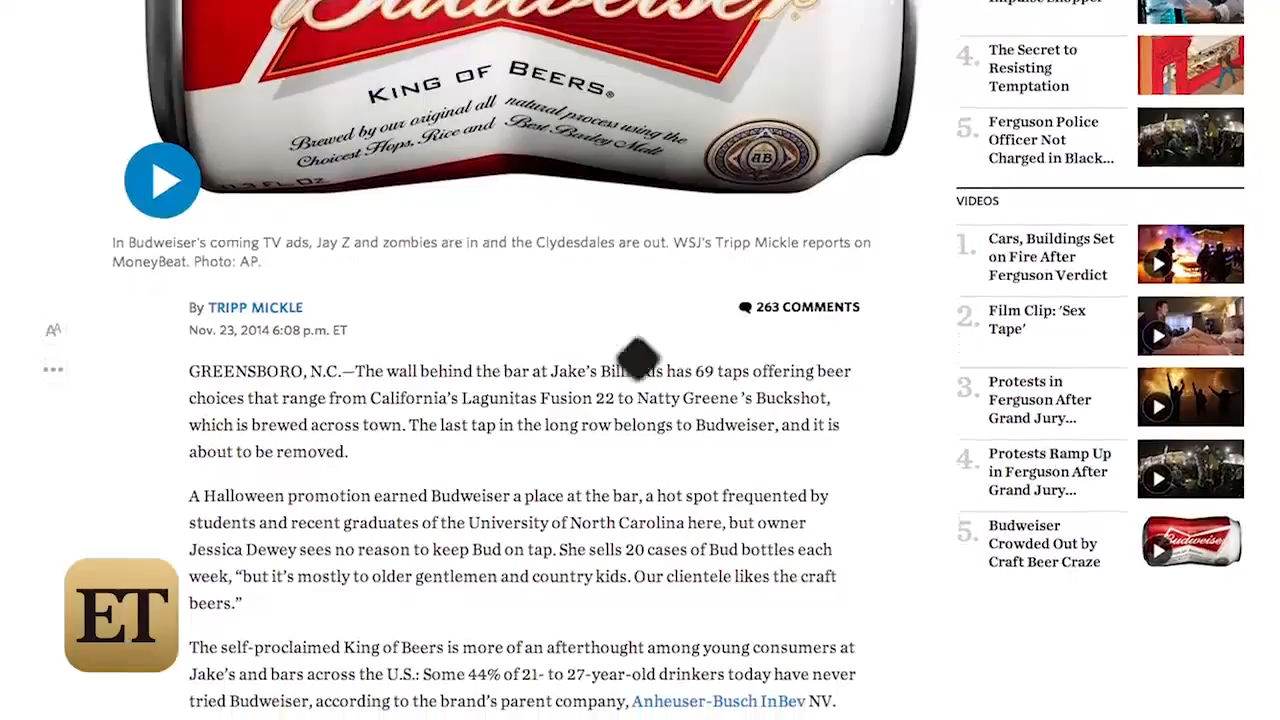 Budweiser
KING OF BEERS®
Brewed by our original all natural process using the
Choicest Hops, Rice and Best Barley Malt
AB
FL. OZ.
In Budweiser's coming TV ads, Jay Z and zombies are in and the Clydesdales are out. WSJ's Tripp Mickle reports on
MoneyBeat. Photo: AP.
By TRIPP MICKLE
263 COMMENTS
Nov. 23, 2014 6:08 p.m. ET
AA
GREENSBORO, N.C.—The wall behind the bar at Jake's has 69 taps offering beer
choices that range from California's Lagunitas Fusion 22 to Natty Greene's Buckshot,
which is brewed across town. The last tap in the long row belongs to Budweiser, and it is
about to be removed.
A Halloween promotion earned Budweiser a place at the bar, a hot spot frequented by
students and recent graduates of the University of North Carolina here, but owner
Jessica Dewey sees no reason to keep Bud on tap. She sells 20 cases of Bud bottles each
week, “but it's mostly to older gentlemen and country kids. Our clientele likes the craft
beers.”
ET
The self-proclaimed King of Beers is more of an afterthought among young consumers at
Jake's and bars across the U.S.: Some 44% of 21- to 27-year-old drinkers today have never
tried Budweiser, according to the brand's parent company, Anheuser-Busch InBev NV.
4. The Secret to
Resisting
Temptation
5. Ferguson Police
Officer Not
Charged in Black...
VIDEOS
1. Cars, Buildings Set
on Fire After
Ferguson Verdict
2. Film Clip: 'Sex
Tape'
3. Protests in
Ferguson After
Grand Jury...
4. Protests Ramp Up
in Ferguson After
Grand Jury...
5. Budweiser
Crowded Out by
Craft Beer Craze
Budweiser